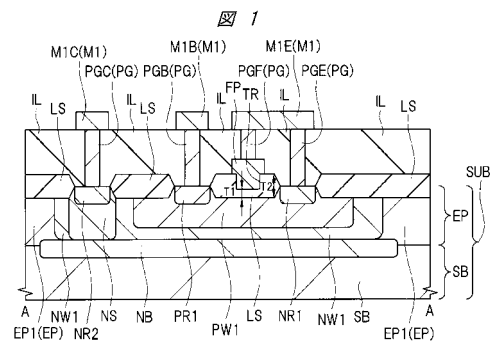 図 1
M1C(M1) M1B(M1) M1E(M1)
PGC(PG) PGB(PG) PGF(PG) PGE(PG)
FP TR
IL LS IL LS IL IL IL LS
T1 T2
SUB
EP
SB
A A
EP1(EP) NW1 NS NB PR1 PW1 LS NR1 NW1 SB EP1(EP)
NR2